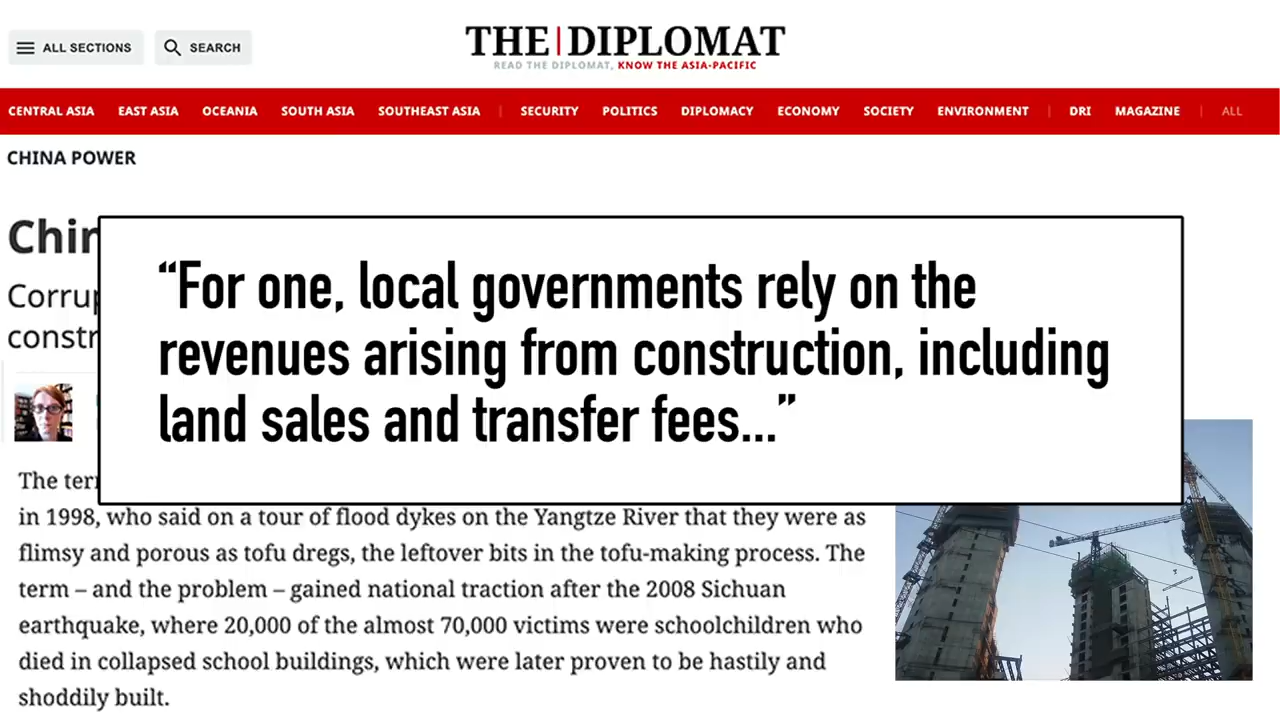 ALL SECTIONS
SEARCH
THE|DIPLOMAT
READ THE DIPLOMAT, KNOW THE ASIA-PACIFIC
CENTRAL ASIA EAST ASIA OCEANIA SOUTH ASIA SOUTHEAST ASIA | SECURITY POLITICS DIPLOMACY ECONOMY SOCIETY ENVIRONMENT | DRI MAGAZINE | ALL
CHINA POWER
“For one, local governments rely on the
revenues arising from construction, including
land sales and transfer fees...”
The
in 1998, who said on a tour of flood dykes on the Yangtze River that they were as
flimsy and porous as tofu dregs, the leftover bits in the tofu-making process. The
term – and the problem – gained national traction after the 2008 Sichuan
earthquake, where 20,000 of the almost 70,000 victims were schoolchildren who
died in collapsed school buildings, which were later proven to be hastily and
shoddily built.